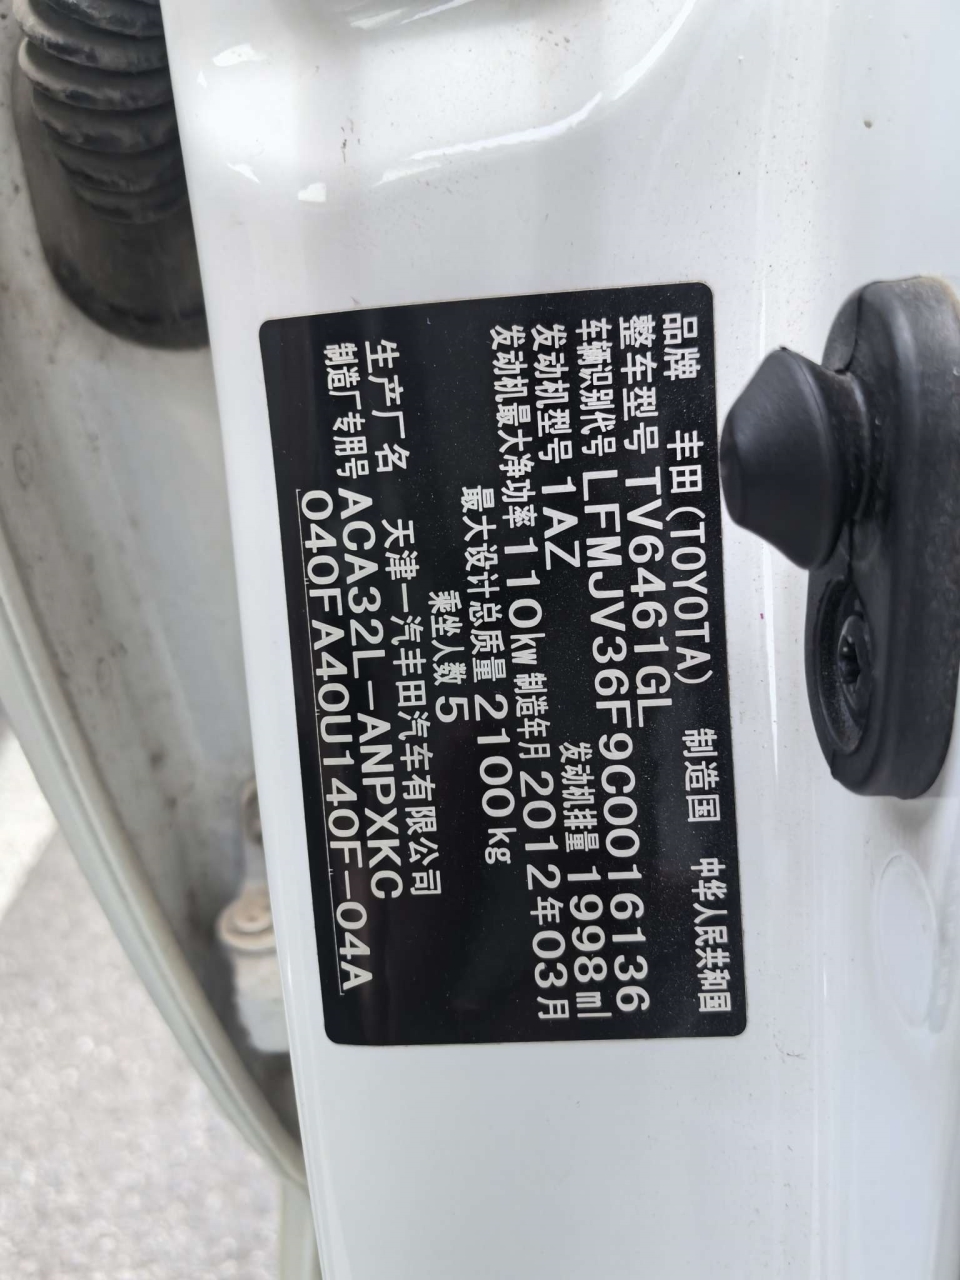 品牌 丰田(TOYOTA) 制造国 中华人民共和国
整车型号 TV6461GL
车辆识别代号 LFMJV36F9C0016136
发动机型号 1AZ 发动机排量 1998ml
发动机最大净功率 110kW 制造年月 2012年03月
最大设计总质量 2100kg
乘坐人数 5
生产厂名 天津一汽丰田汽车有限公司
制造厂专用号 ACA32L-ANPXKC
040FA40U140F-04A